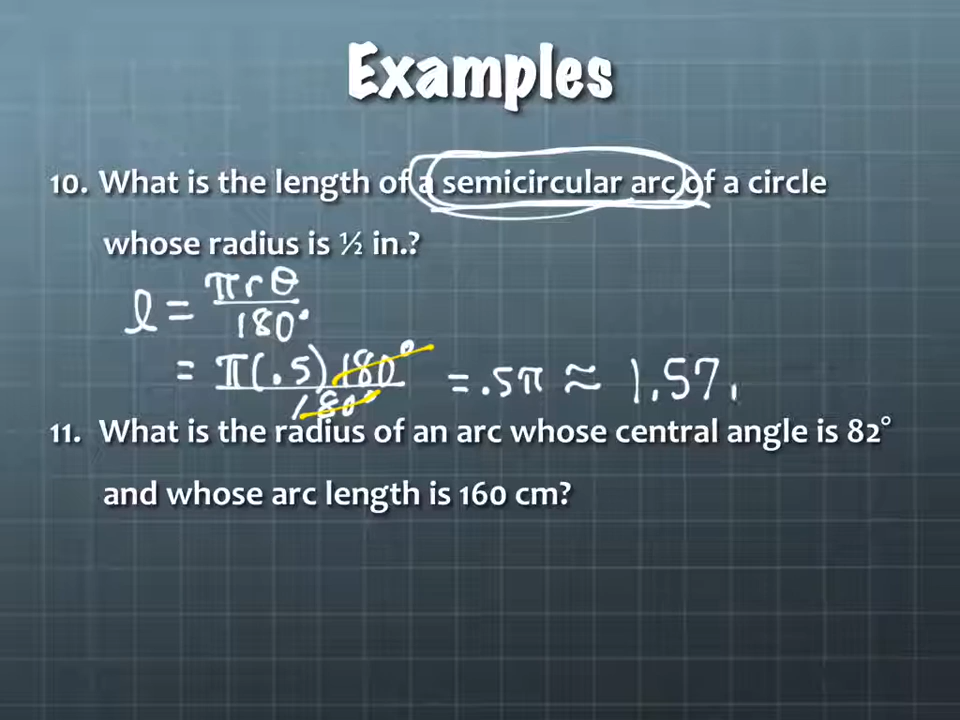 Examples
10. What is the length of a semicircular arc of a circle
whose radius is ½ in.?
l = πrθ / 180°
= π(.5)180° / 180° = .5π ≈ 1.57
11. What is the radius of an arc whose central angle is 82°
and whose arc length is 160 cm?